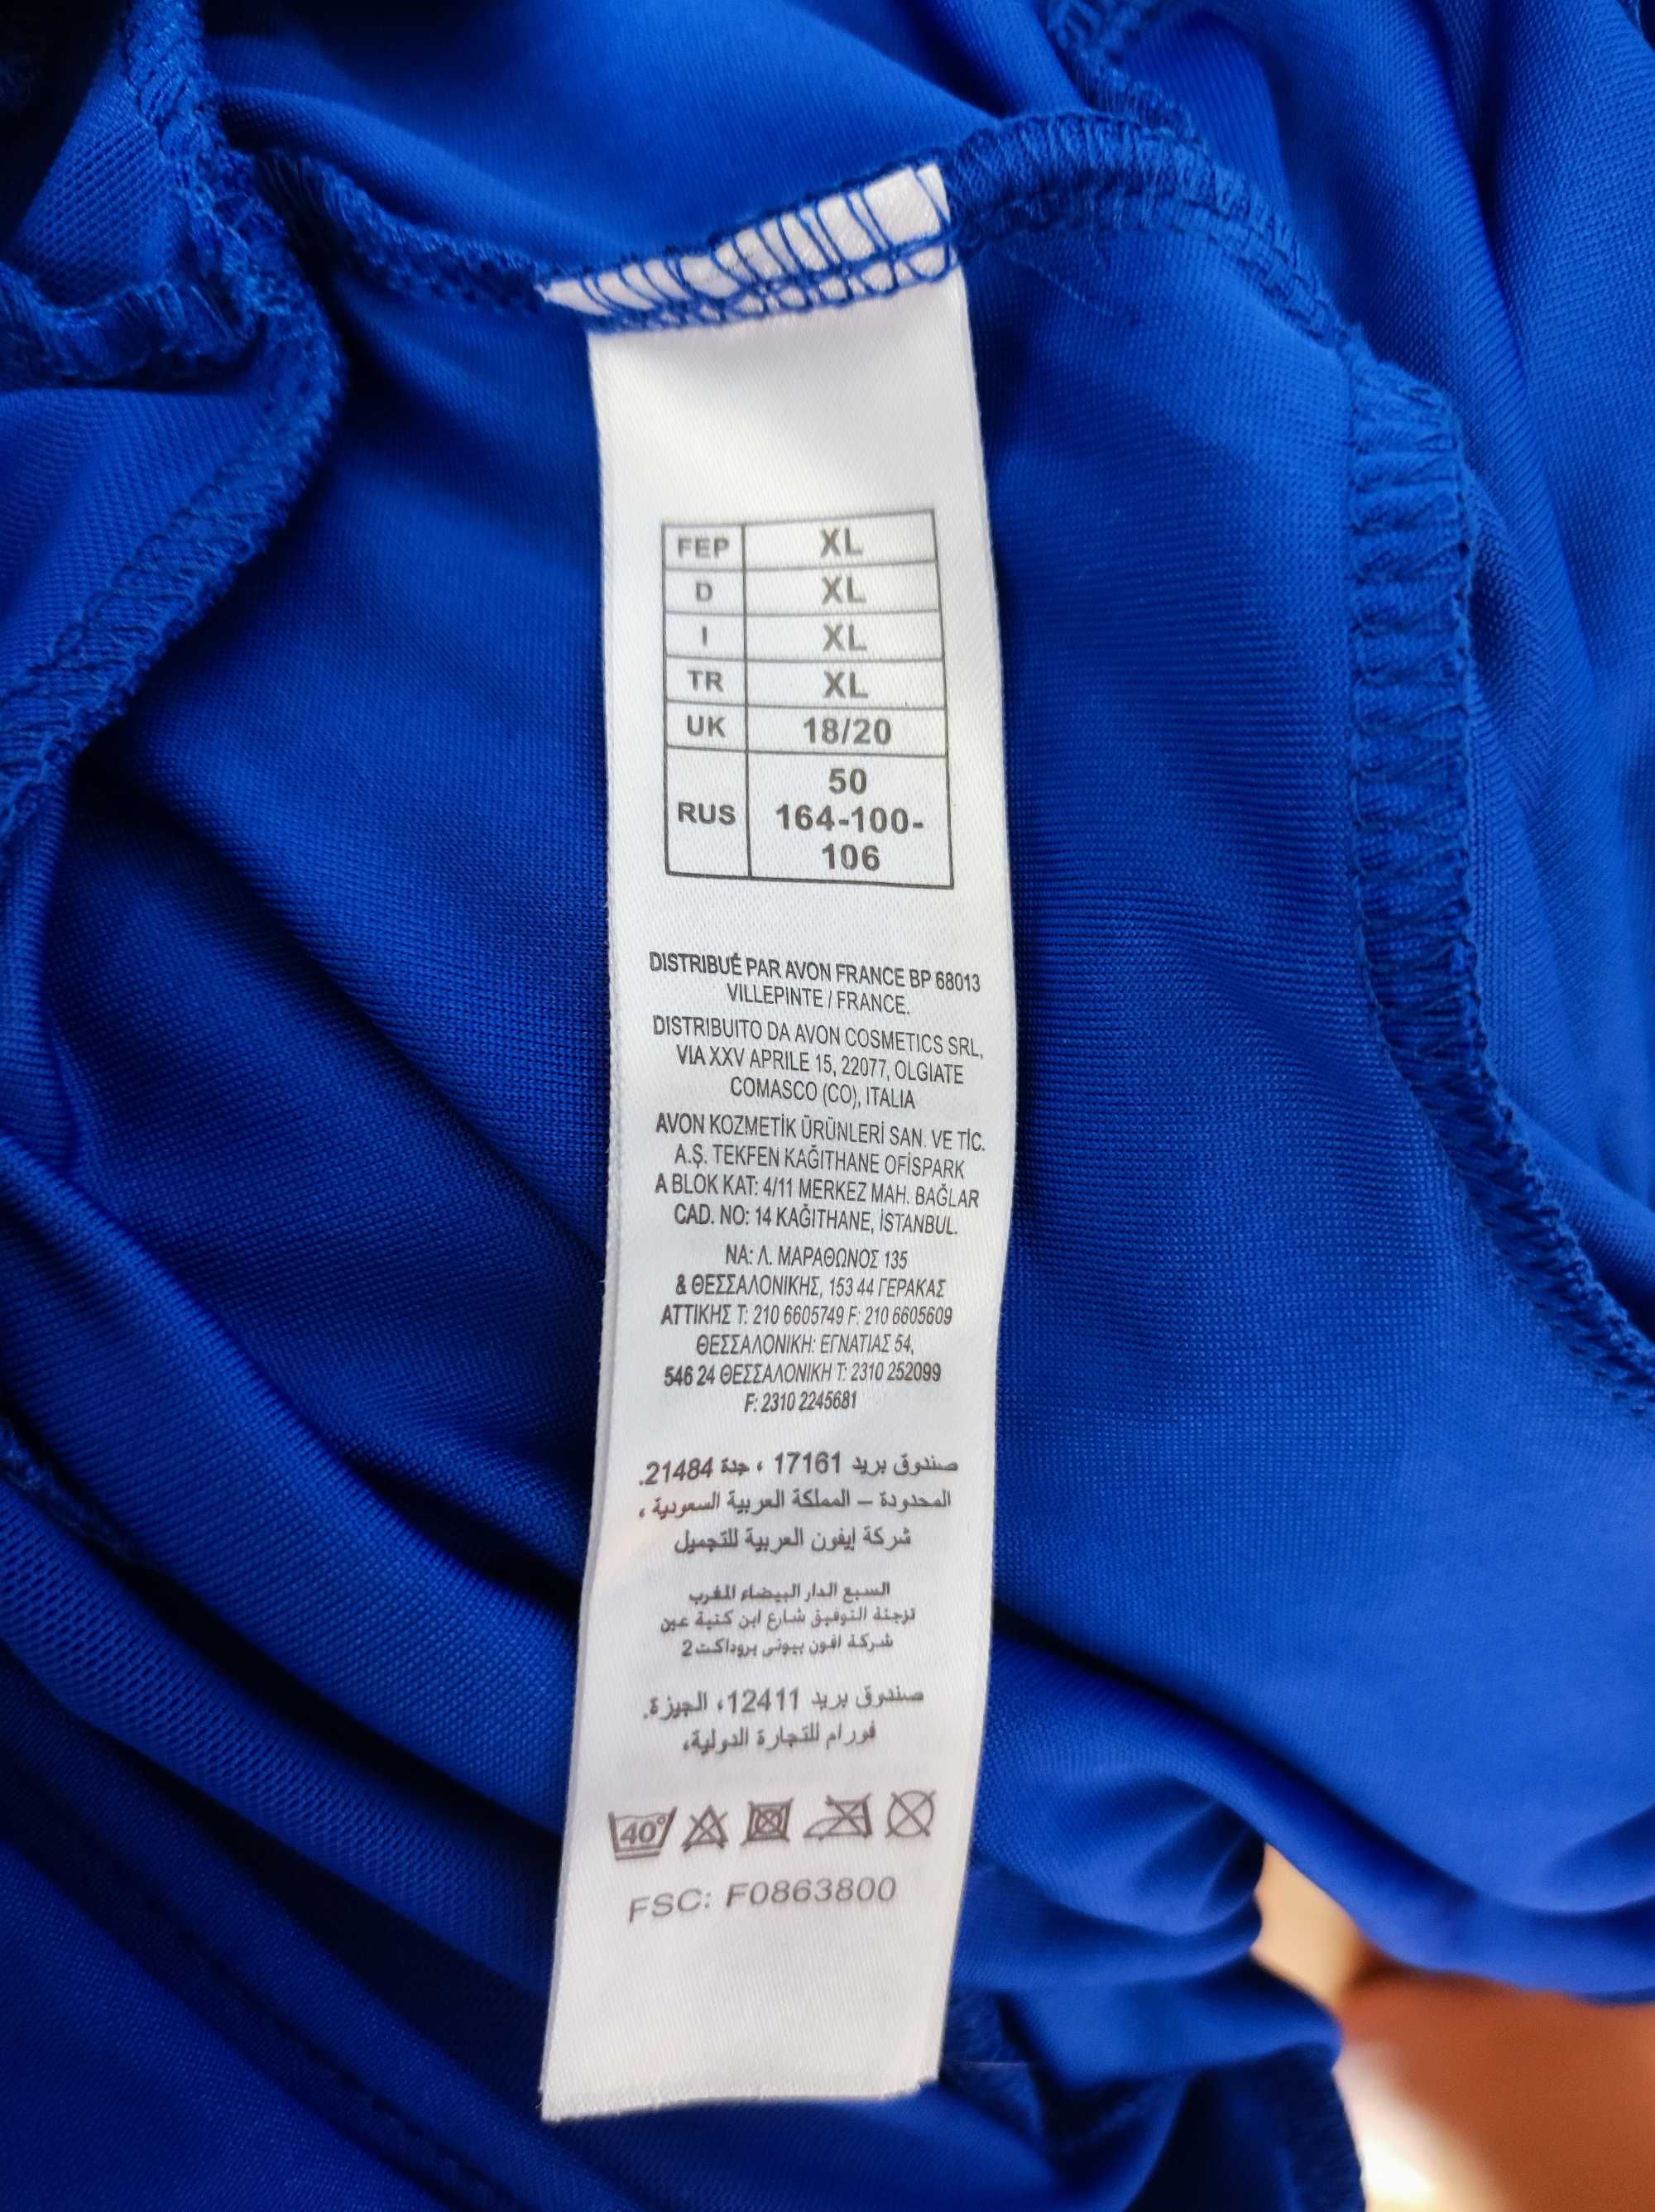 FEP XL
D XL
I XL
TR XL
UK 18/20
RUS 50
164-100-
106
DISTRIBUÉ PAR AVON FRANCE BP 68013
VILLEPINTE / FRANCE.
DISTRIBUITO DA AVON COSMETICS SRL,
VIA XXV APRILE 15, 22077, OLGIATE
COMASCO (CO), ITALIA
AVON KOZMETİK ÜRÜNLERİ SAN. VE TİC.
A.Ş. TEKFEN KAĞITHANE OFİSPARK
A BLOK KAT: 4/11 MERKEZ MAH. BAĞLAR
CAD. NO: 14 KAĞITHANE, İSTANBUL.
NA: Λ. ΜΑΡΑΘΩΝΟΣ 135
& ΘΕΣΣΑΛΟΝΙΚΗΣ, 153 44 ΓΕΡΑΚΑΣ
ΑΤΤΙΚΗΣ Τ: 210 6605749 F: 210 6605609
ΘΕΣΣΑΛΟΝΙΚΗ: ΕΓΝΑΤΙΑΣ 54,
546 24 ΘΕΣΣΑΛΟΝΙΚΗ Τ: 2310 252099
F: 2310 2245681
صندوق بريد 17161 ، جدة 21484.
المحدودة – المملكة العربية السعودية ،
شركة إيفون العربية للتجميل
السبع الدار البيضاء المغرب
تزجئة التوفيق شارع ابن كتيبة عين
شركة افون بيوتي بروداكت 2
صندوق بريد 12411، الجيزة.
فورام للتجارة الدولية،
40°
FSC: F0863800